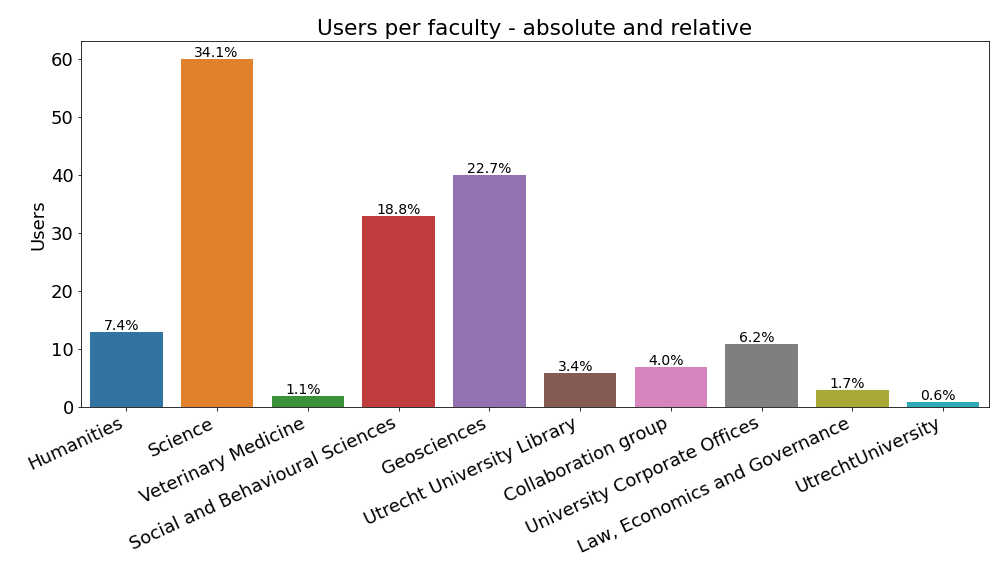 Users per faculty - absolute and relative
Users
60
50
40
30
20
10
0
7.4%
34.1%
1.1%
18.8%
22.7%
3.4%
4.0%
6.2%
1.7%
0.6%
Humanities
Science
Veterinary Medicine
Social and Behavioural Sciences
Geosciences
Utrecht University Library
Collaboration group
University Corporate Offices
Law, Economics and Governance
UtrechtUniversity